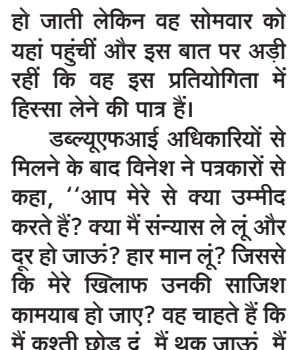 हो जाती लेकिन वह सोमवार को
यहां पहुंचीं और इस बात पर अड़ी
रहीं कि वह इस प्रतियोगिता में
हिस्सा लेने की पात्र हैं।
डब्ल्यूएफआई अधिकारियों से
मिलने के बाद विनेश ने पत्रकारों से
कहा, ‘‘आप मेरे से क्या उम्मीद
करते हैं? क्या मैं संन्यास ले लूं और
दूर हो जाऊं? हार मान लूं? जिससे
कि मेरे खिलाफ उनकी साजिश
कामयाब हो जाए? वह चाहते हैं कि
मैं कुश्ती छोड़ दूं, मैं थक जाऊं, मैं